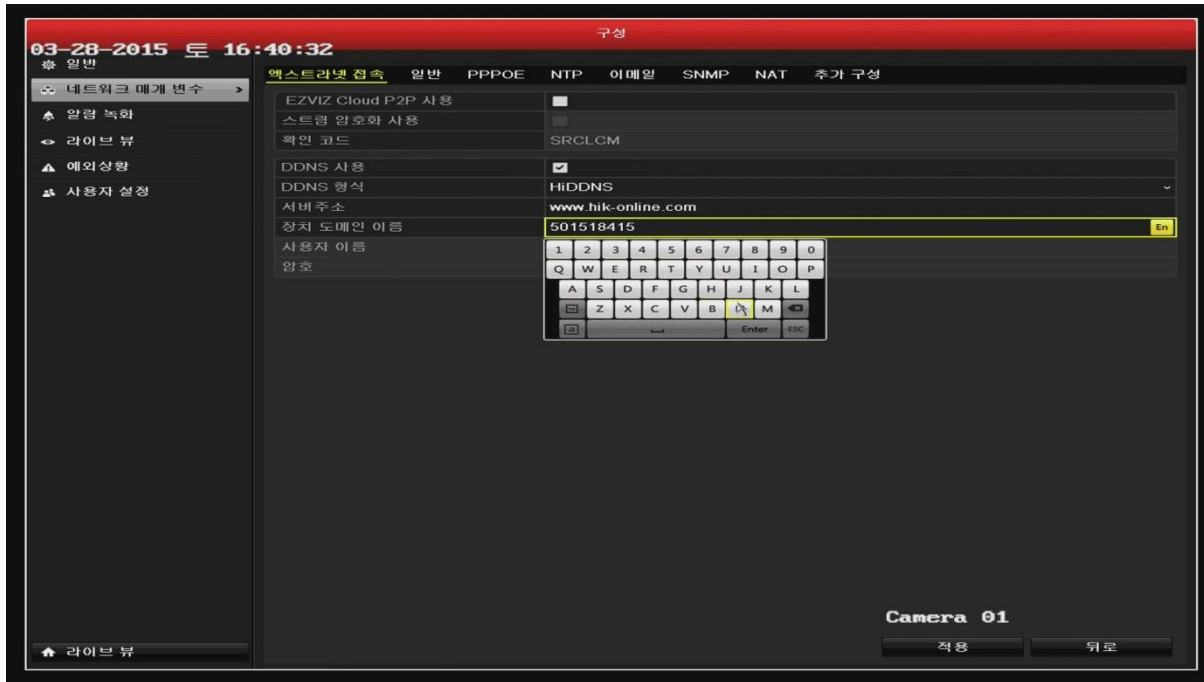 구성
03-28-2015 토 16:40:32
일반
네트워크 매개 변수
알람 녹화
라이브 뷰
예외상황
사용자 설정
라이브 뷰
엑스트라넷 접속 일반 PPPOE NTP 이메일 SNMP NAT 추가 구성
EZVIZ Cloud P2P 사용
스트림 암호화 사용
확인 코드 SRCLCM
DDNS 사용
DDNS 형식 HiDDNS
서버주소 www.hik-online.com
장치 도메인 이름 501518415 En
사용자 이름
암호
1 2 3 4 5 6 7 8 9 0
Q W E R T Y U I O P
A S D F G H J K L
Z X C V B M
a Enter ESC
Camera 01
적용 뒤로